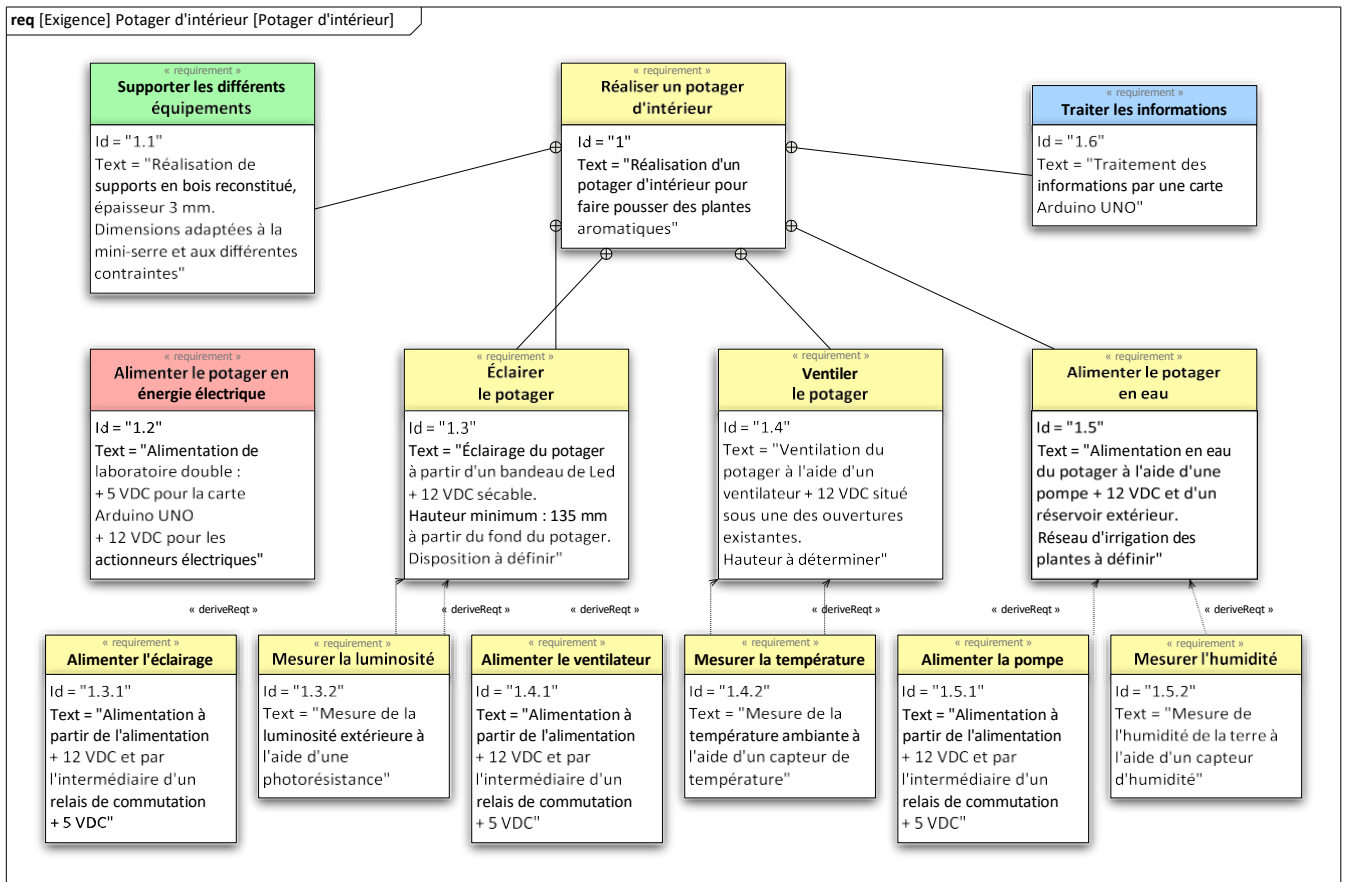 req [Exigence] Potager d'intérieur [Potager d'intérieur]
« requirement »
Supporter les différents
équipements
Id = "1.1"
Text = "Réalisation de
supports en bois reconstitué,
épaisseur 3 mm.
Dimensions adaptées à la
mini-serre et aux différentes
contraintes"
« requirement »
Réaliser un potager
d'intérieur
Id = "1"
Text = "Réalisation d'un
potager d'intérieur pour
faire pousser des plantes
aromatiques"
« requirement »
Traiter les informations
Id = "1.6"
Text = "Traitement des
informations par une carte
Arduino UNO"
« requirement »
Alimenter le potager en
énergie électrique
Id = "1.2"
Text = "Alimentation de
laboratoire double :
+ 5 VDC pour la carte
Arduino UNO
+ 12 VDC pour les
actionneurs électriques"
« requirement »
Éclairer
le potager
Id = "1.3"
Text = "Éclairage du potager
à partir d'un bandeau de Led
+ 12 VDC sécable.
Hauteur minimum : 135 mm
à partir du fond du potager.
Disposition à définir"
« requirement »
Ventiler
le potager
Id = "1.4"
Text = "Ventilation du
potager à l'aide d'un
ventilateur + 12 VDC situé
sous une des ouvertures
existantes.
Hauteur à déterminer"
« requirement »
Alimenter le potager
en eau
Id = "1.5"
Text = "Alimentation en eau
du potager à l'aide d'une
pompe + 12 VDC et d'un
réservoir extérieur.
Réseau d'irrigation des
plantes à définir"
« deriveReqt »
« deriveReqt »
« deriveReqt »
« deriveReqt »
« deriveReqt »
« deriveReqt »
« requirement »
Alimenter l'éclairage
Id = "1.3.1"
Text = "Alimentation à
partir de l'alimentation
+ 12 VDC et par
l'intermédiaire d'un
relais de commutation
+ 5 VDC"
« requirement »
Mesurer la luminosité
Id = "1.3.2"
Text = "Mesure de la
luminosité extérieure à
l'aide d'une
photorésistance"
« requirement »
Alimenter le ventilateur
Id = "1.4.1"
Text = "Alimentation à
partir de l'alimentation
+ 12 VDC et par
l'intermédiaire d'un
relais de commutation
+ 5 VDC"
« requirement »
Mesurer la température
Id = "1.4.2"
Text = "Mesure de la
température ambiante à
l'aide d'un capteur de
température"
« requirement »
Alimenter la pompe
Id = "1.5.1"
Text = "Alimentation à
partir de l'alimentation
+ 12 VDC et par
l'intermédiaire d'un
relais de commutation
+ 5 VDC"
« requirement »
Mesurer l'humidité
Id = "1.5.2"
Text = "Mesure de
l'humidité de la terre à
l'aide d'un capteur
d'humidité"